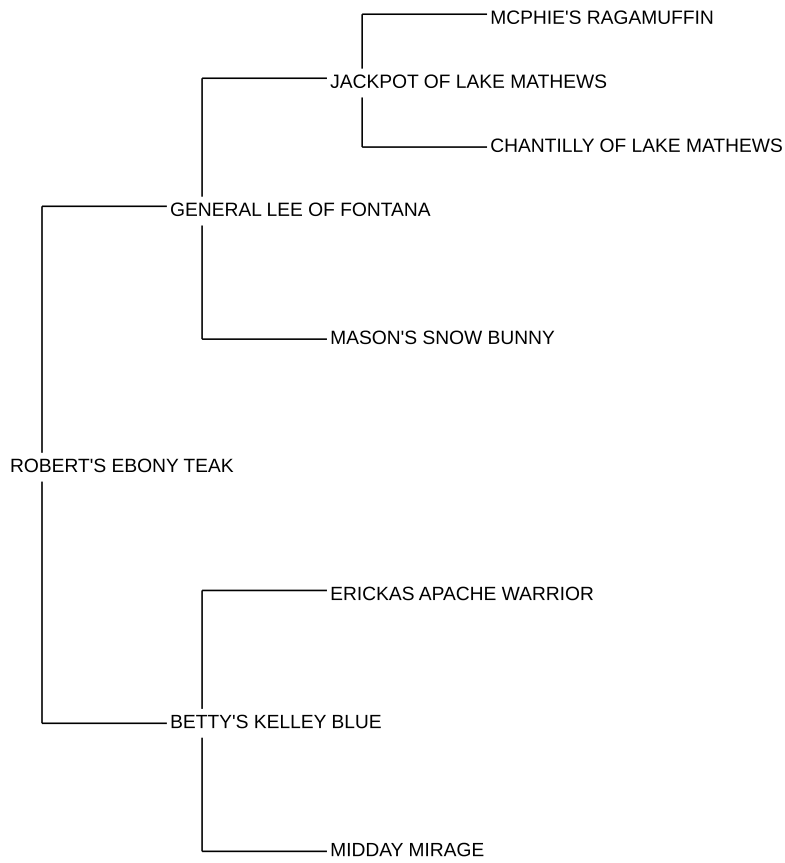 MCPHIE'S RAGAMUFFIN
JACKPOT OF LAKE MATHEWS
CHANTILLY OF LAKE MATHEWS
GENERAL LEE OF FONTANA
MASON'S SNOW BUNNY
ROBERT'S EBONY TEAK
ERICKAS APACHE WARRIOR
BETTY'S KELLEY BLUE
MIDDAY MIRAGE